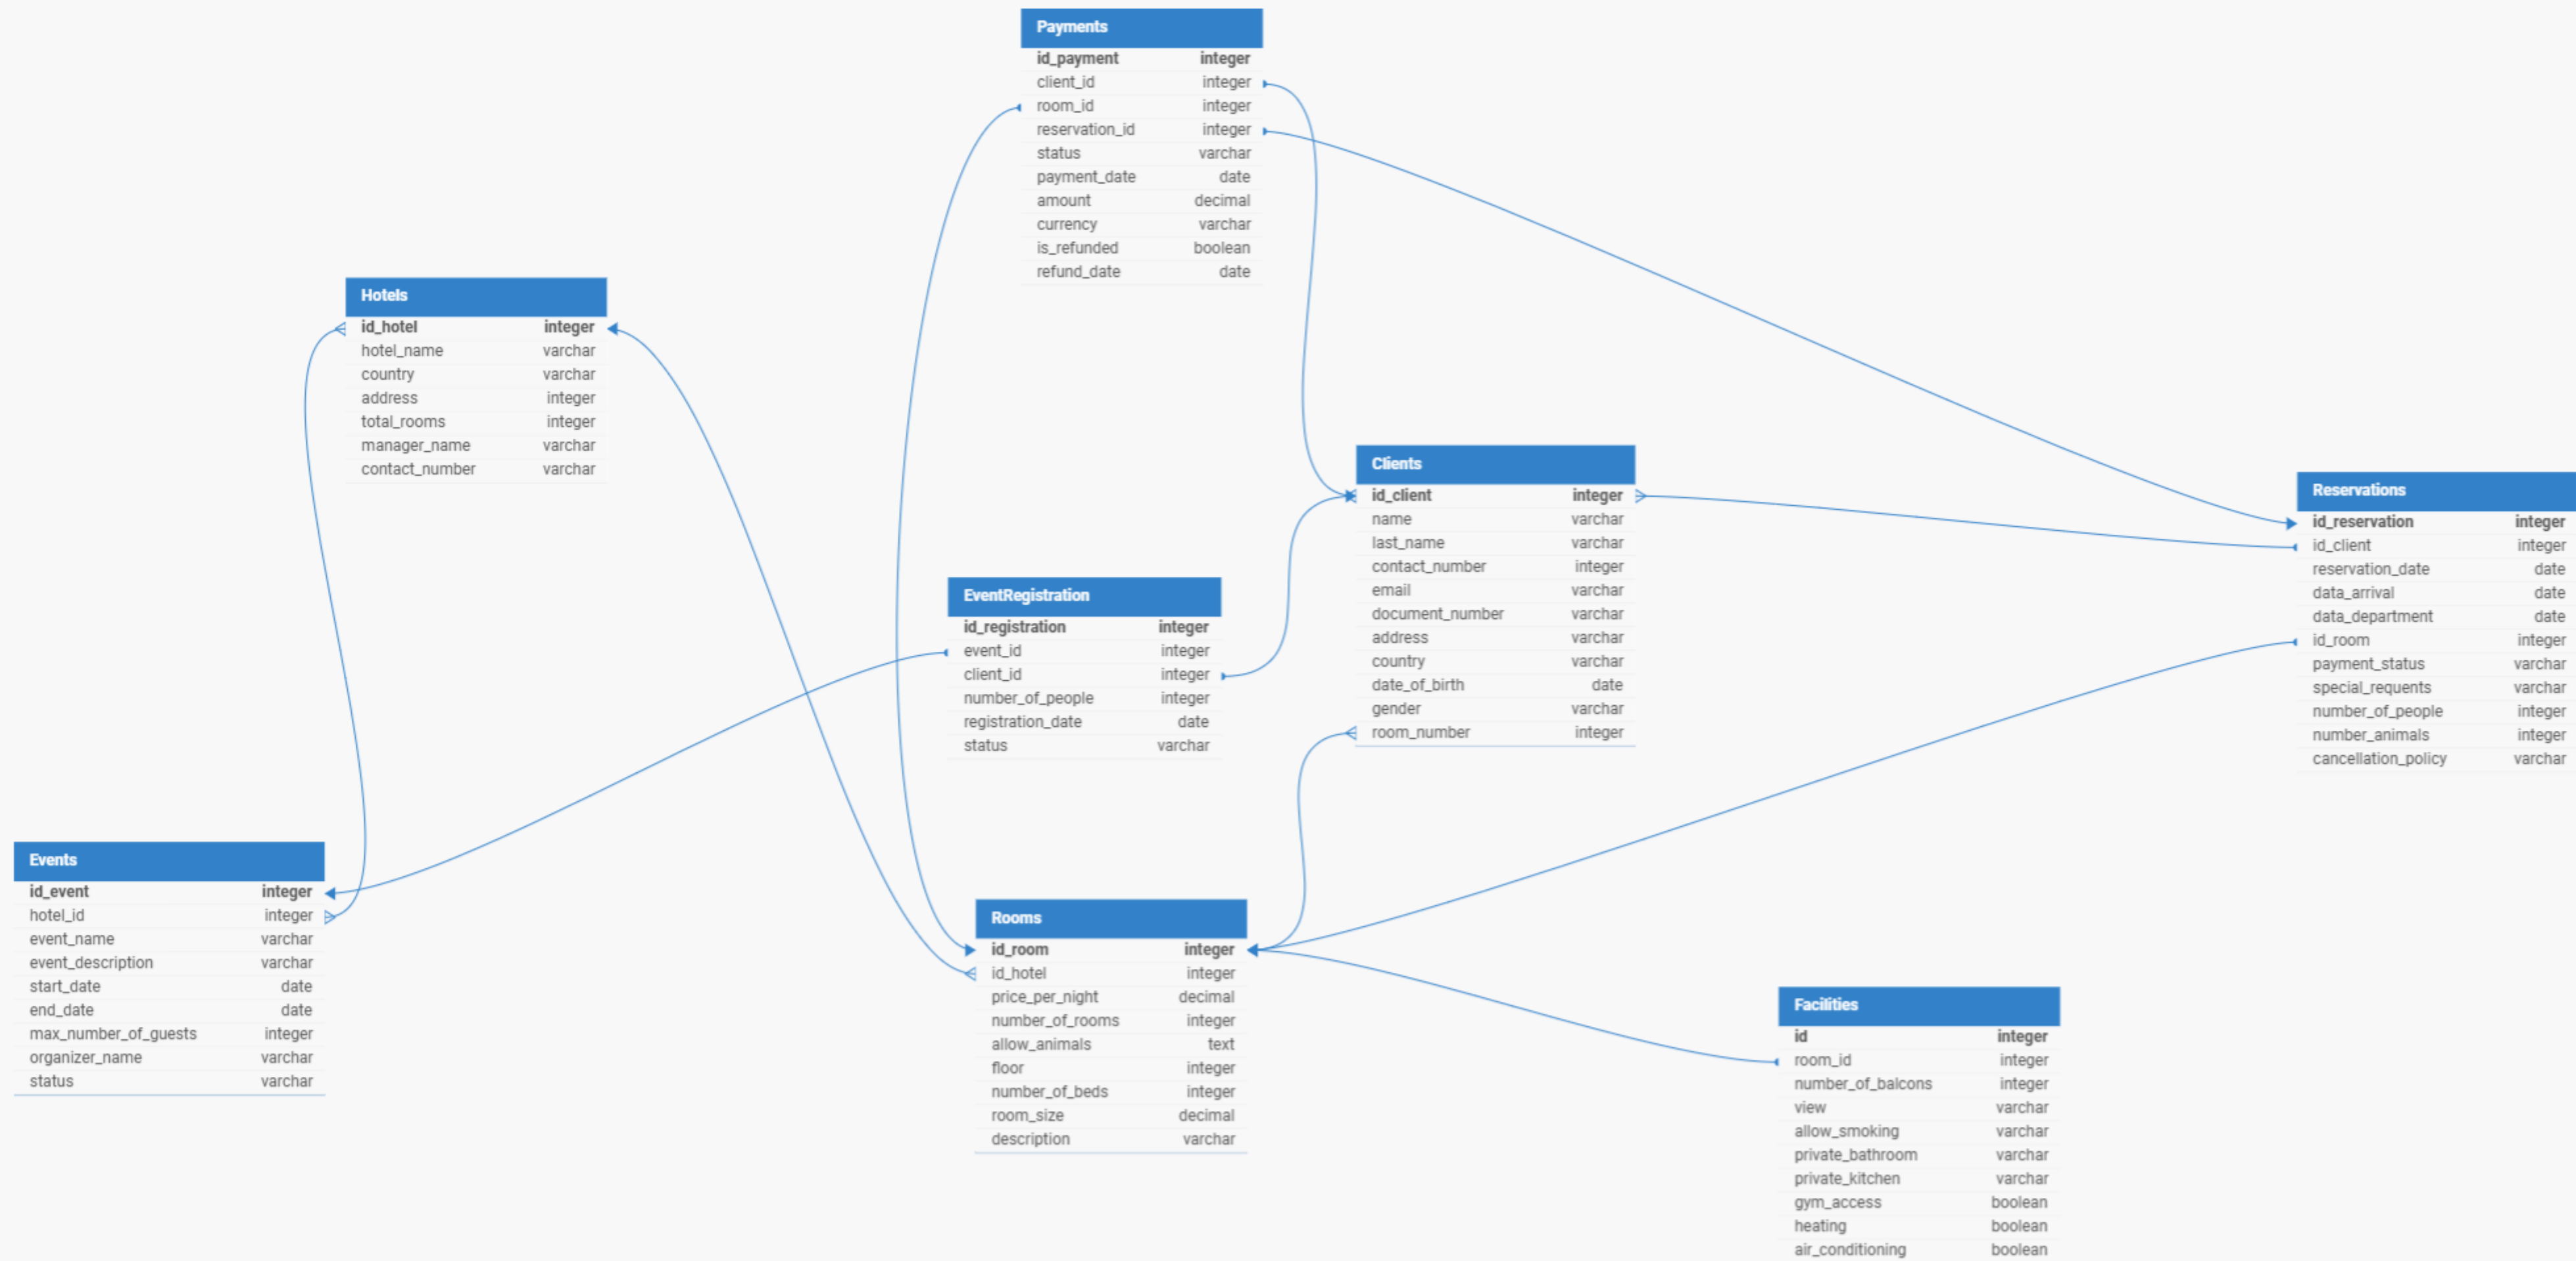 Payments
id_payment integer
client_id integer
room_id integer
reservation_id integer
status varchar
payment_date date
amount decimal
currency varchar
is_refunded boolean
refund_date date
Hotels
id_hotel integer
hotel_name varchar
country varchar
address integer
total_rooms integer
manager_name varchar
contact_number varchar
Clients
id_client integer
name varchar
last_name varchar
contact_number integer
email varchar
document_number varchar
address varchar
country varchar
date_of_birth date
gender varchar
room_number integer
Reservations
id_reservation integer
id_client integer
reservation_date date
data_arrival date
data_department date
id_room integer
payment_status varchar
special_requents varchar
number_of_people integer
number_animals integer
cancellation_policy varchar
EventRegistration
id_registration integer
event_id integer
client_id integer
number_of_people integer
registration_date date
status varchar
Events
id_event integer
hotel_id integer
event_name varchar
event_description varchar
start_date date
end_date date
max_number_of_guests integer
organizer_name varchar
status varchar
Rooms
id_room integer
id_hotel integer
price_per_night decimal
number_of_rooms integer
allow_animals text
floor integer
number_of_beds integer
room_size decimal
description varchar
Facilities
id integer
room_id integer
number_of_balcons integer
view varchar
allow_smoking varchar
private_bathroom varchar
private_kitchen varchar
gym_access boolean
heating boolean
air_conditioning boolean